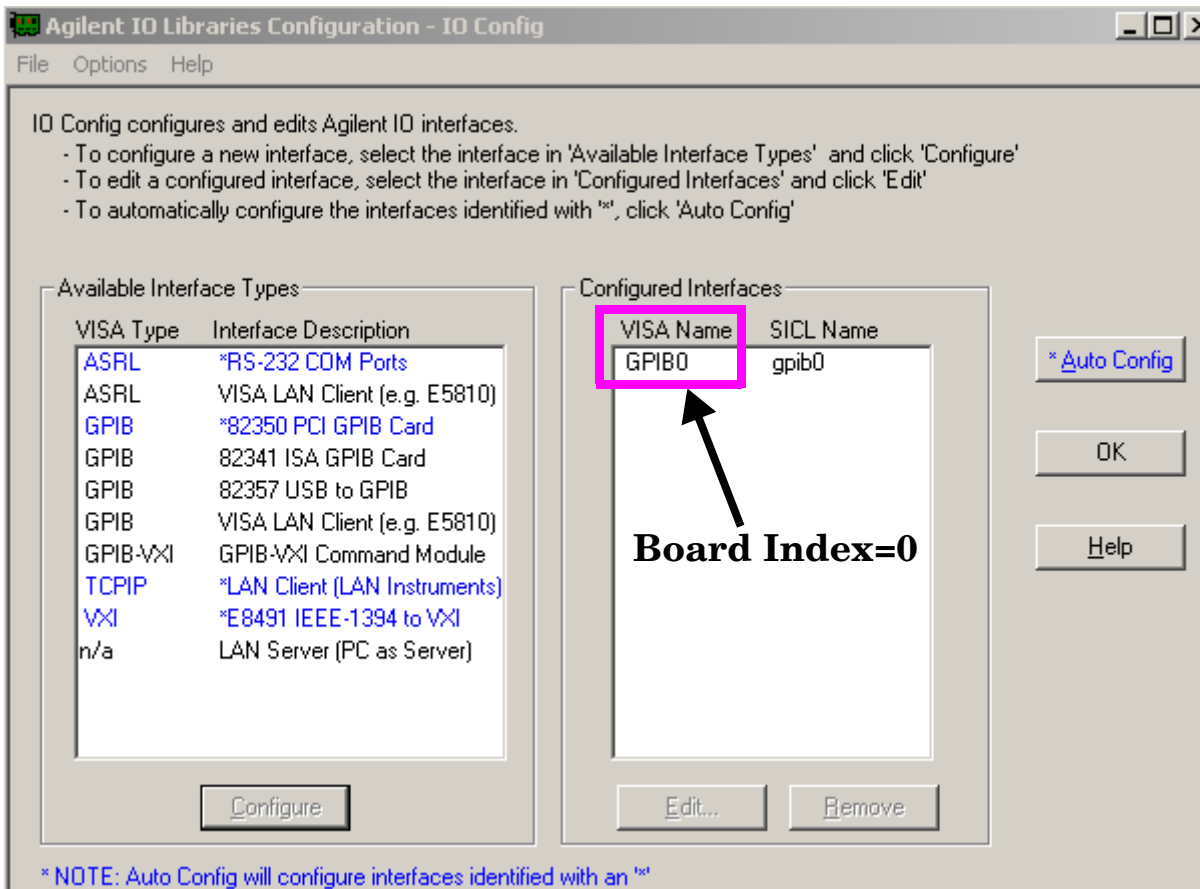 Agilent IO Libraries Configuration - IO Config
File Options Help
IO Config configures and edits Agilent IO interfaces.
- To configure a new interface, select the interface in 'Available Interface Types' and click 'Configure'
- To edit a configured interface, select the interface in 'Configured Interfaces' and click 'Edit'
- To automatically configure the interfaces identified with '*', click 'Auto Config'
Available Interface Types
VISA Type Interface Description
ASRL *RS-232 COM Ports
ASRL VISA LAN Client (e.g. E5810)
GPIB *82350 PCI GPIB Card
GPIB 82341 ISA GPIB Card
GPIB 82357 USB to GPIB
GPIB VISA LAN Client (e.g. E5810)
GPIB-VXI GPIB-VXI Command Module
TCPIP *LAN Client (LAN Instruments)
VXI *E8491 IEEE-1394 to VXI
n/a LAN Server (PC as Server)
Configure
Configured Interfaces
VISA Name SICL Name
GPIB0 gpib0
Board Index=0
Edit... Remove
* Auto Config
OK
Help
* NOTE: Auto Config will configure interfaces identified with an '*'